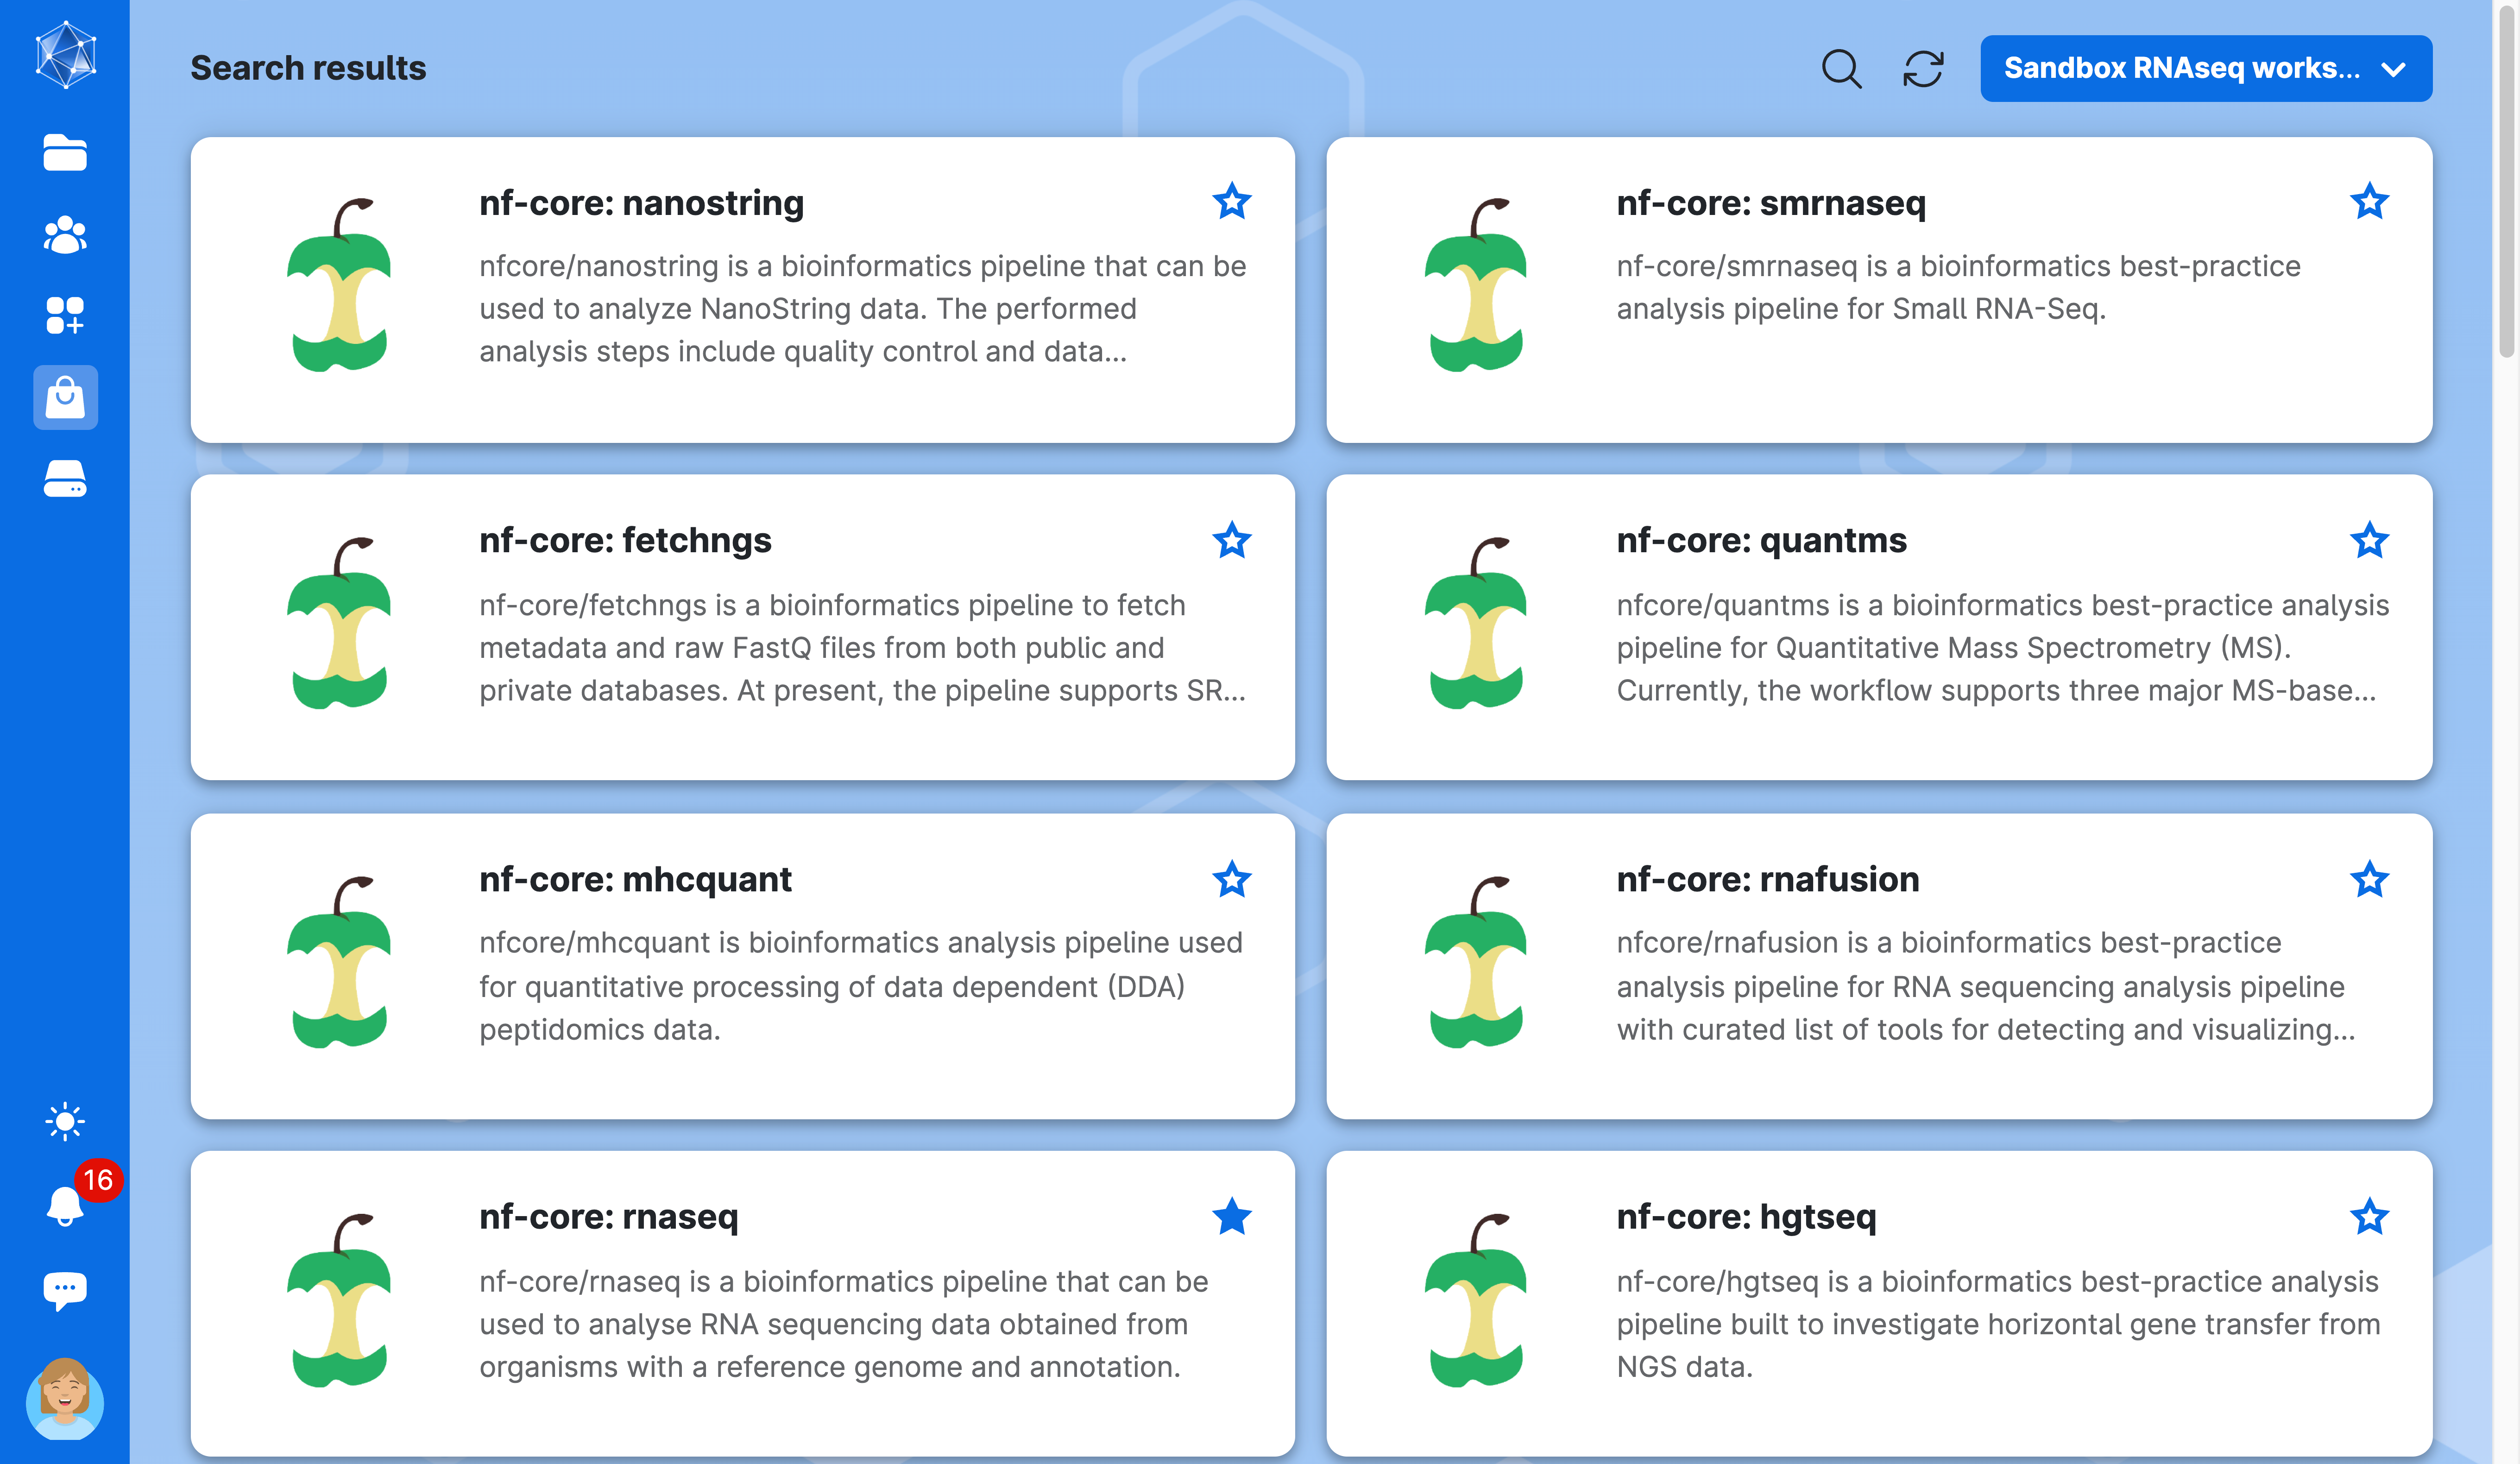 Search results
Sandbox RNAseq works...
nf-core: nanostring
nfcore/nanostring is a bioinformatics pipeline that can be
used to analyze NanoString data. The performed
analysis steps include quality control and data...
nf-core: smrnaseq
nf-core/smrnaseq is a bioinformatics best-practice
analysis pipeline for Small RNA-Seq.
nf-core: fetchngs
nf-core/fetchngs is a bioinformatics pipeline to fetch
metadata and raw FastQ files from both public and
private databases. At present, the pipeline supports SR...
nf-core: quantms
nfcore/quantms is a bioinformatics best-practice analysis
pipeline for Quantitative Mass Spectrometry (MS).
Currently, the workflow supports three major MS-base...
nf-core: mhcquant
nfcore/mhcquant is bioinformatics analysis pipeline used
for quantitative processing of data dependent (DDA)
peptidomics data.
nf-core: rnafusion
nfcore/rnafusion is a bioinformatics best-practice
analysis pipeline for RNA sequencing analysis pipeline
with curated list of tools for detecting and visualizing...
nf-core: rnaseq
nf-core/rnaseq is a bioinformatics pipeline that can be
used to analyse RNA sequencing data obtained from
organisms with a reference genome and annotation.
nf-core: hgtseq
nf-core/hgtseq is a bioinformatics best-practice analysis
pipeline built to investigate horizontal gene transfer from
NGS data.
16